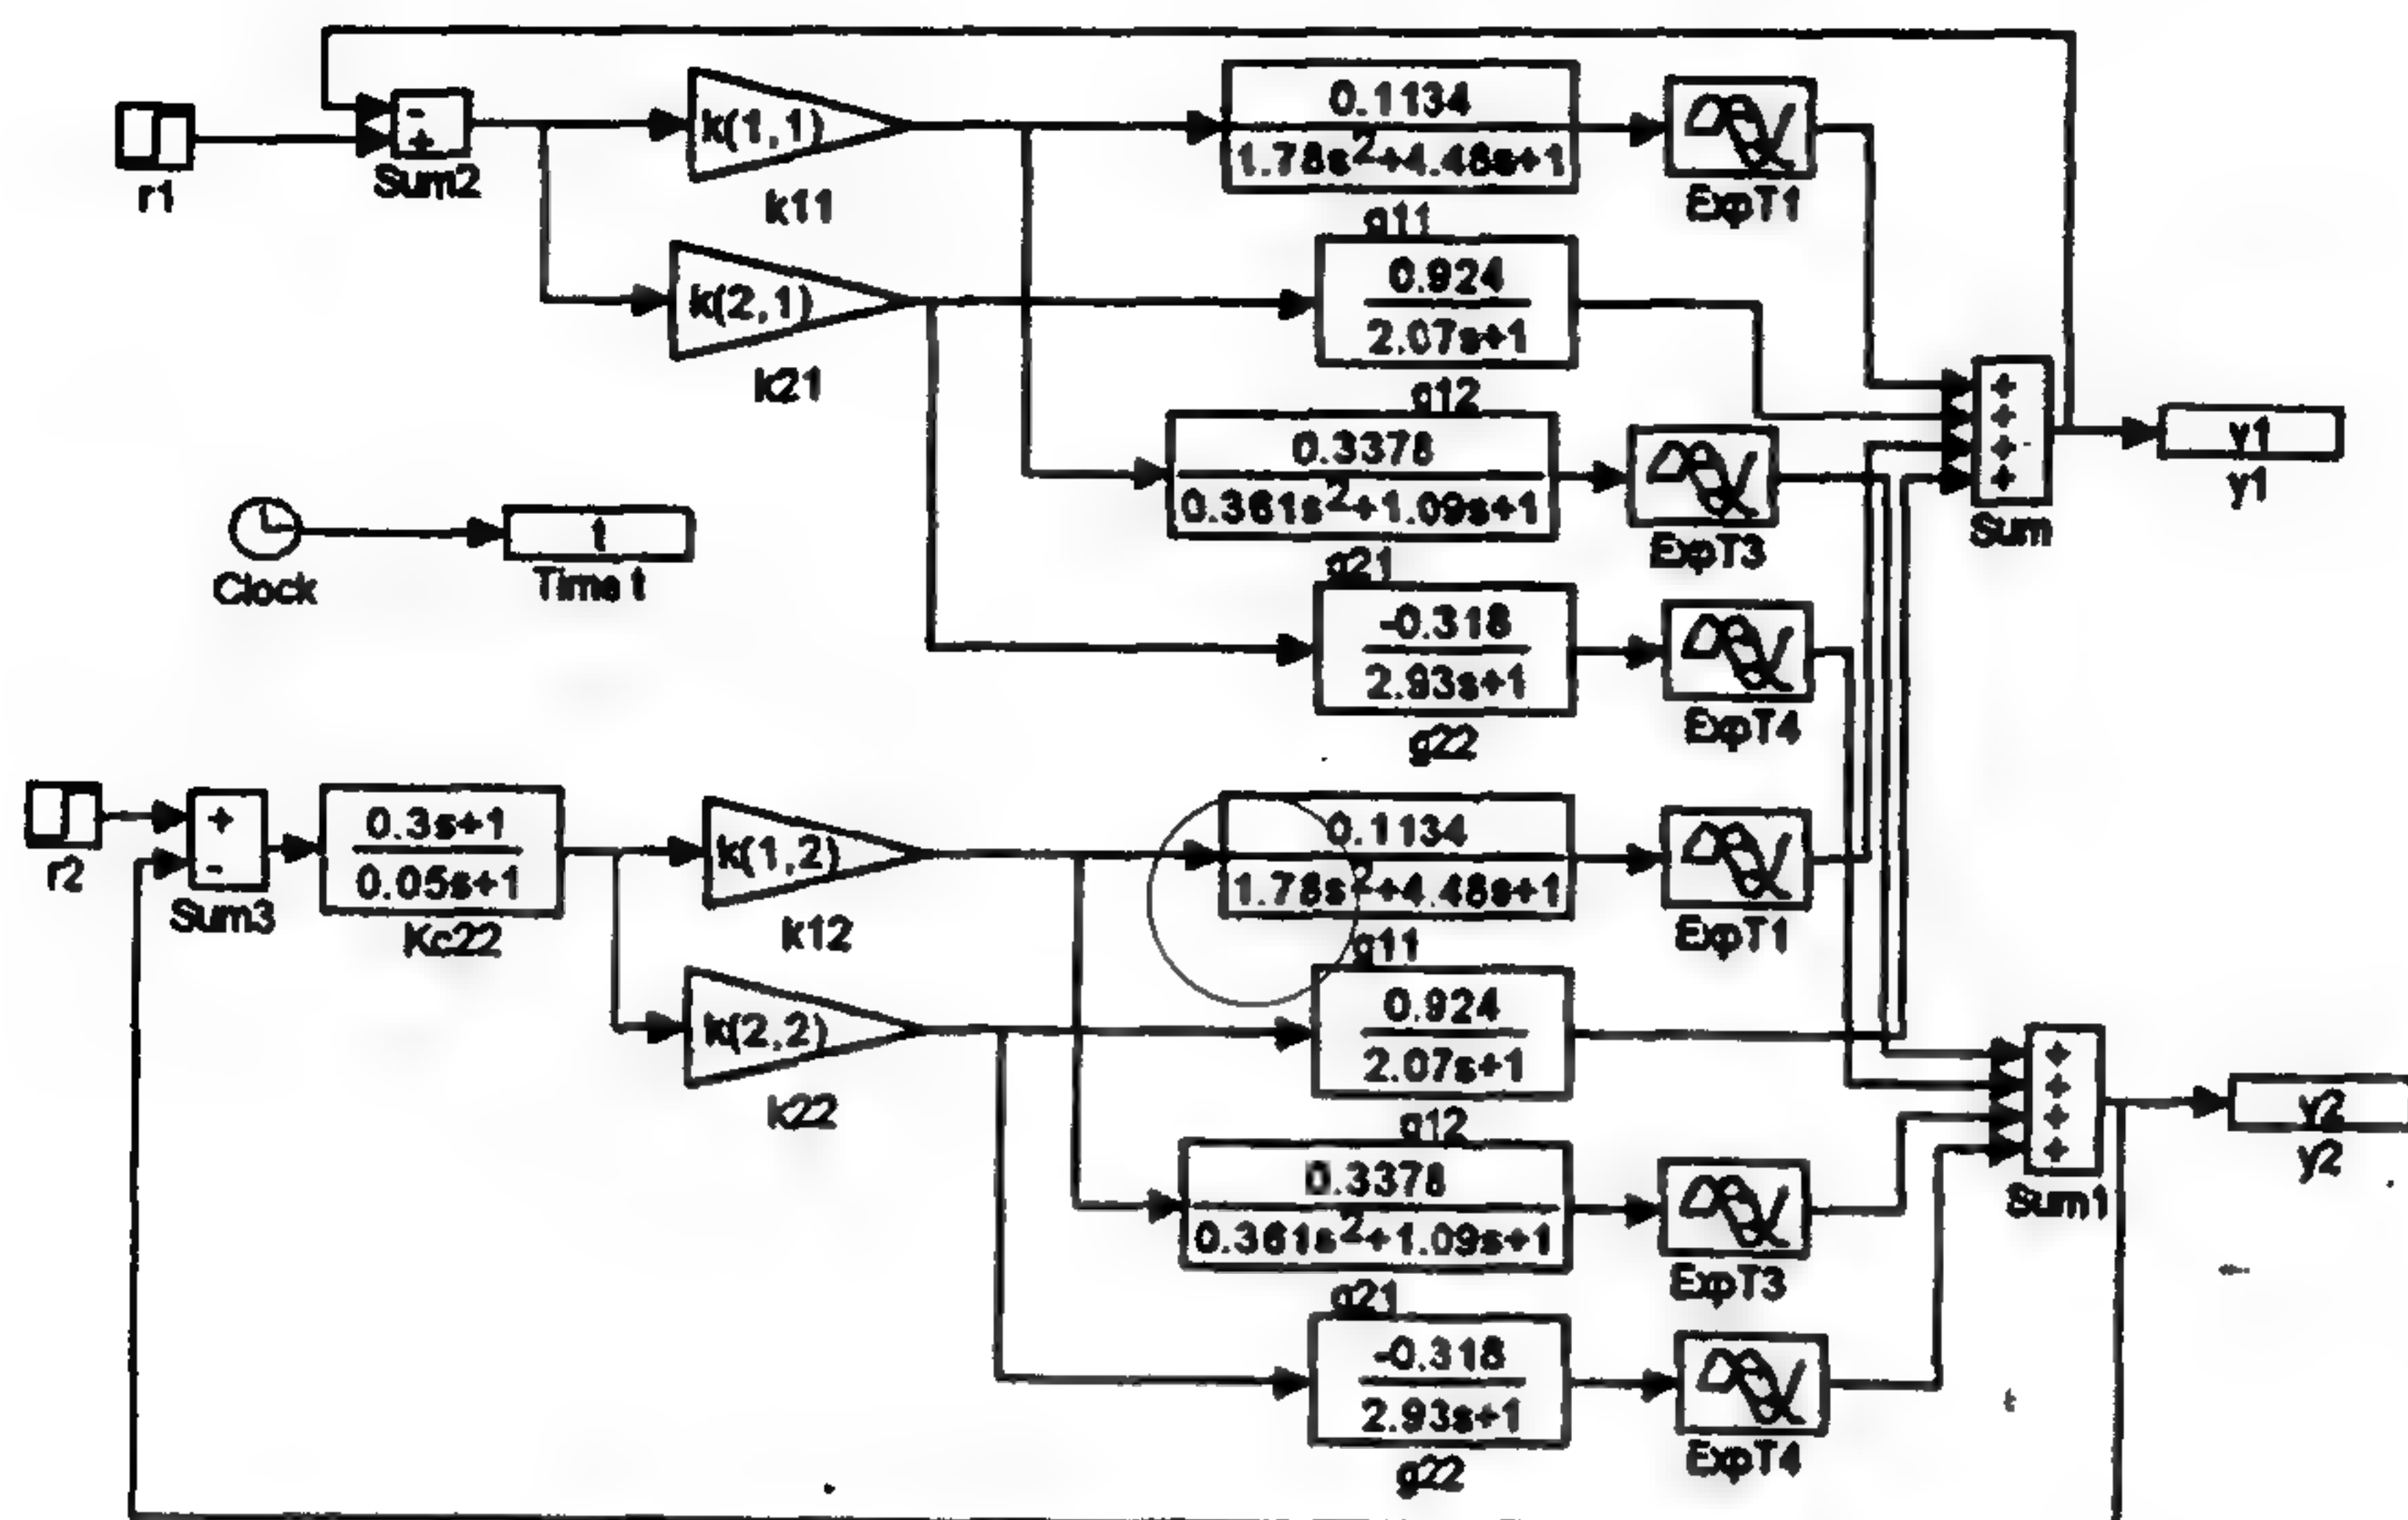 r1
-
+
Sum2
k(1,1)
k11
0.1134
1.78s²+4.48s+1
g11
ExpT1
k(2,1)
k21
0.924
2.07s+1
g12
0.3378
0.361s²+1.09s+1
g21
ExpT3
+
+
+
+
Sum
y1
y1
Clock
t
Time t
-0.318
2.93s+1
g22
ExpT4
r2
+
-
Sum3
0.3s+1
0.05s+1
Kc22
k(1,2)
k12
0.1134
1.78s²+4.48s+1
g11
ExpT1
k(2,2)
k22
0.924
2.07s+1
g12
+
+
+
+
Sum1
y2
y2
0.3378
0.361s²+1.09s+1
g21
ExpT3
-0.318
2.93s+1
g22
ExpT4